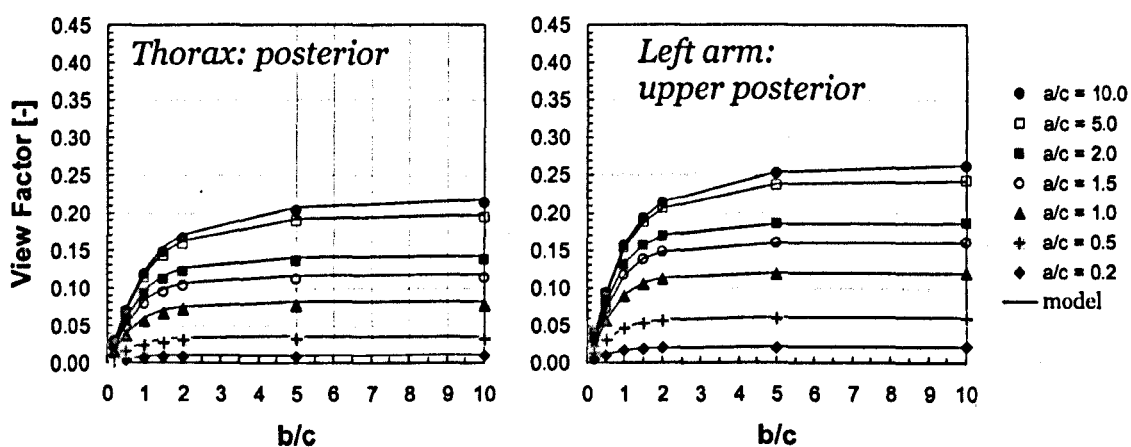 View Factor [-]
0.45
0.40
0.35
0.30
0.25
0.20
0.15
0.10
0.05
0.00
Thorax: posterior
0 1 2 3 4 5 6 7 8 9 10
b/c
0.45
0.40
0.35
0.30
0.25
0.20
0.15
0.10
0.05
0.00
Left arm:
upper posterior
0 1 2 3 4 5 6 7 8 9 10
b/c
a/c = 10.0
a/c = 5.0
a/c = 2.0
a/c = 1.5
a/c = 1.0
a/c = 0.5
a/c = 0.2
model